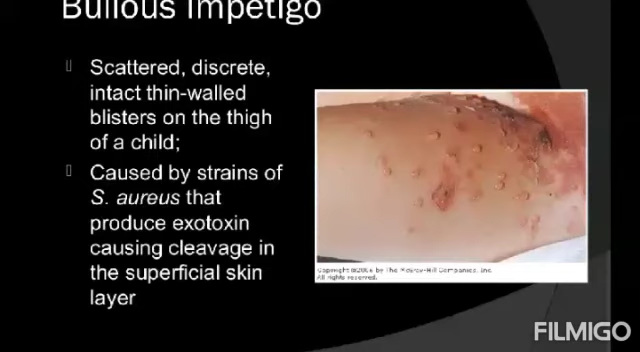 Bullous Impetigo
Scattered, discrete,
intact thin-walled
blisters on the thigh
of a child;
Caused by strains of
S. aureus that
produce exotoxin
causing cleavage in
the superficial skin
layer
Copyright ©2006 by The McGraw-Hill Companies, Inc.
All rights reserved.
FILMIGO